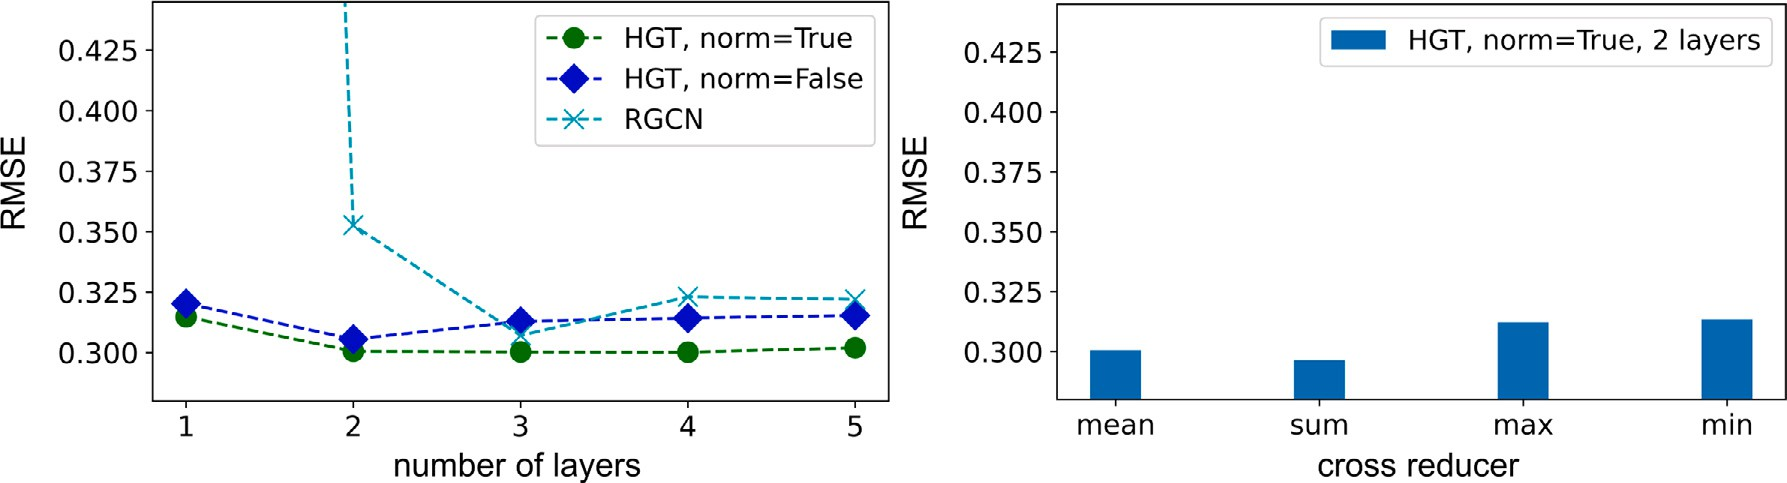 RMSE
0.425
0.400
0.375
0.350
0.325
0.300
HGT, norm=True
HGT, norm=False
RGCN
1 2 3 4 5
number of layers
RMSE
0.425
0.400
0.375
0.350
0.325
0.300
HGT, norm=True, 2 layers
mean sum max min
cross reducer